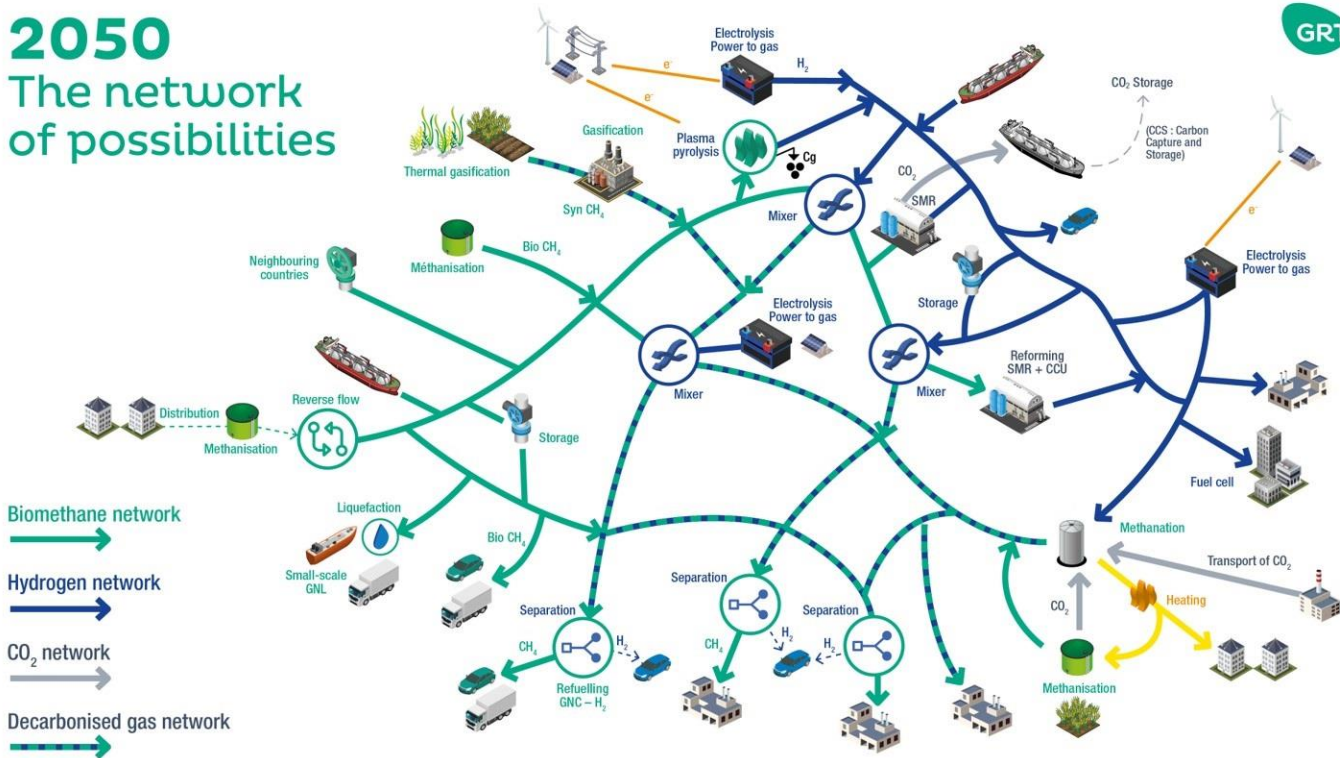 2050
The network
of possibilities
GRT
Electrolysis
Power to gas
H₂
e⁻
e⁻
CO₂ Storage
(CCS : Carbon
Capture and
Storage)
Gasification
Plasma
pyrolysis
Cg
Thermal gasification
Syn CH₄
CO₂
SMR
Mixer
e⁻
Bio CH₄
Méthanisation
Neighbouring
countries
Electrolysis
Power to gas
Storage
Electrolysis
Power to gas
Mixer
Mixer
Reforming
SMR + CCU
Reverse flow
Distribution
Methanisation
Storage
Fuel cell
Biomethane network
Liquefaction
Small-scale
GNL
Bio CH₄
Methanation
Transport of CO₂
Hydrogen network
Separation
Separation
Separation
CO₂
Heating
H₂
H₂
H₂
CH₄
CH₄
CO₂ network
Refuelling
GNC – H₂
Methanisation
Decarbonised gas network